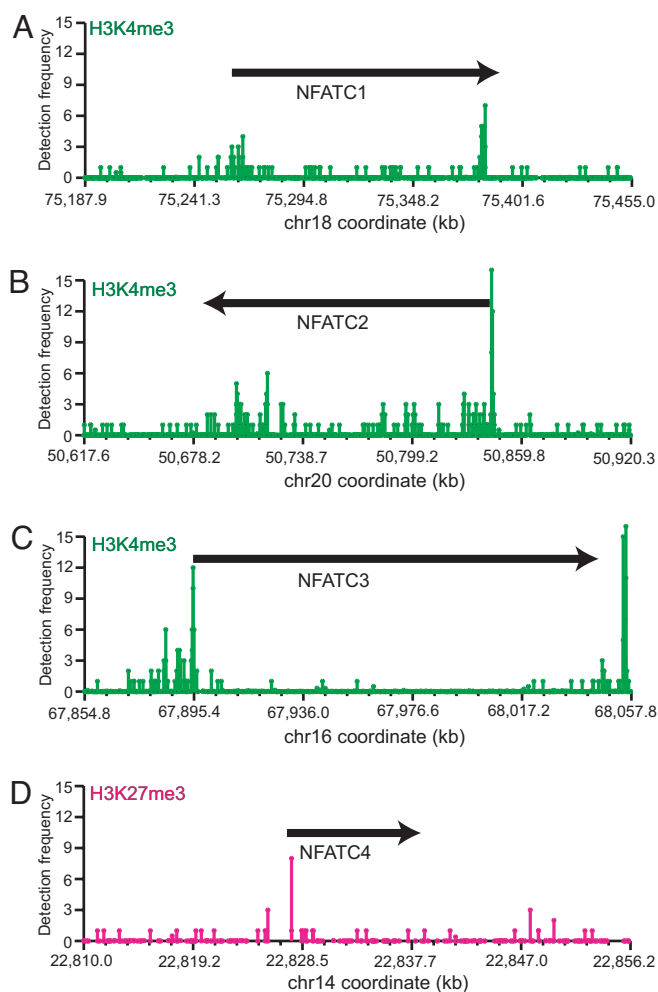 A
H3K4me3
Detection frequency
15
12
9
6
3
0
NFATC1
75,187.9 75,241.3 75,294.8 75,348.2 75,401.6 75,455.0
chr18 coordinate (kb)
B
H3K4me3
Detection frequency
15
12
9
6
3
0
NFATC2
50,617.6 50,678.2 50,738.7 50,799.2 50,859.8 50,920.3
chr20 coordinate (kb)
C
H3K4me3
Detection frequency
15
12
9
6
3
0
NFATC3
67,854.8 67,895.4 67,936.0 67,976.6 68,017.2 68,057.8
chr16 coordinate (kb)
D
H3K27me3
Detection frequency
15
12
9
6
3
0
NFATC4
22,810.0 22,819.2 22,828.5 22,837.7 22,847.0 22,856.2
chr14 coordinate (kb)